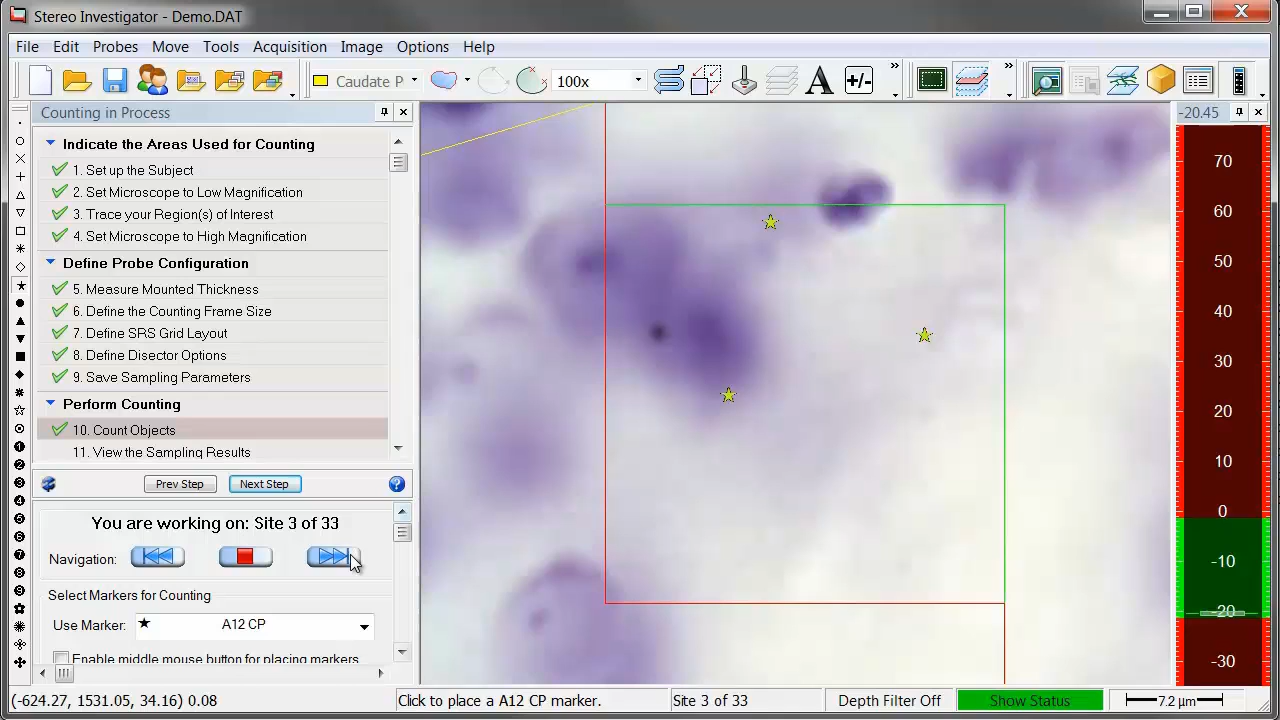 Stereo Investigator - Demo.DAT
File Edit Probes Move Tools Acquisition Image Options Help
Caudate P
100x
A
+/-
Counting in Process
-20.45
Indicate the Areas Used for Counting
1. Set up the Subject
2. Set Microscope to Low Magnification
3. Trace your Region(s) of Interest
4. Set Microscope to High Magnification
Define Probe Configuration
5. Measure Mounted Thickness
6. Define the Counting Frame Size
7. Define SRS Grid Layout
8. Define Disector Options
9. Save Sampling Parameters
Perform Counting
10. Count Objects
11. View the Sampling Results
Prev Step Next Step
You are working on: Site 3 of 33
Navigation:
Select Markers for Counting
Use Marker: A12 CP
Enable middle mouse button for placing markers
70
60
50
40
30
20
10
0
-10
-20
-30
(-624.27, 1531.05, 34.16) 0.08
Click to place a A12 CP marker.
Site 3 of 33
Depth Filter Off
Show Status
7.2 µm